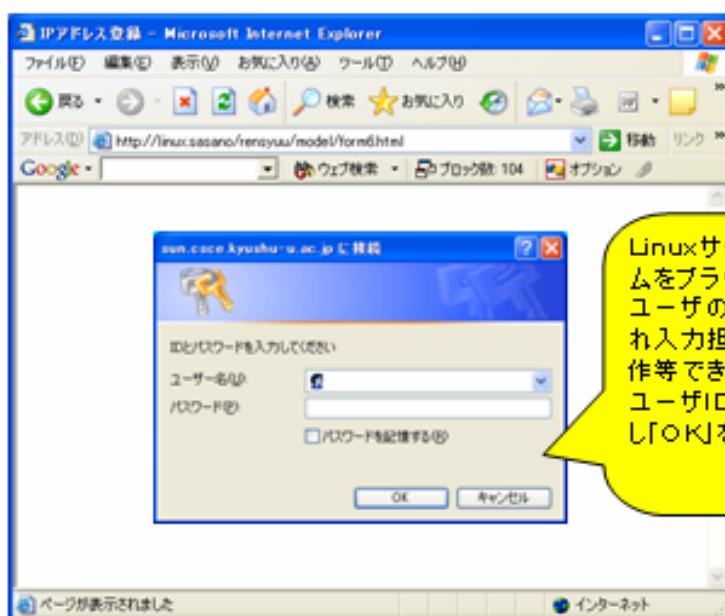 IPアドレス登録 - Microsoft Internet Explorer
ファイル(F) 編集(E) 表示(V) お気に入り(A) ツール(T) ヘルプ(H)
戻る 検索 お気に入り
アドレス(D) http://linux.sasano/rensyuu/model/form6.html 移動 リンク »
Google ウェブ検索 ブロック数: 104 オプション
sun.csce.kyushu-u.ac.jp に接続
IDとパスワードを入力してください
ユーザー名(U):
パスワード(P):
パスワードを記憶する(R)
OK キャンセル
Linuxサ
ムをブラ
ユーザの
れ入力担
作等でき
ユーザID
し「OK」を
ページが表示されました インターネット